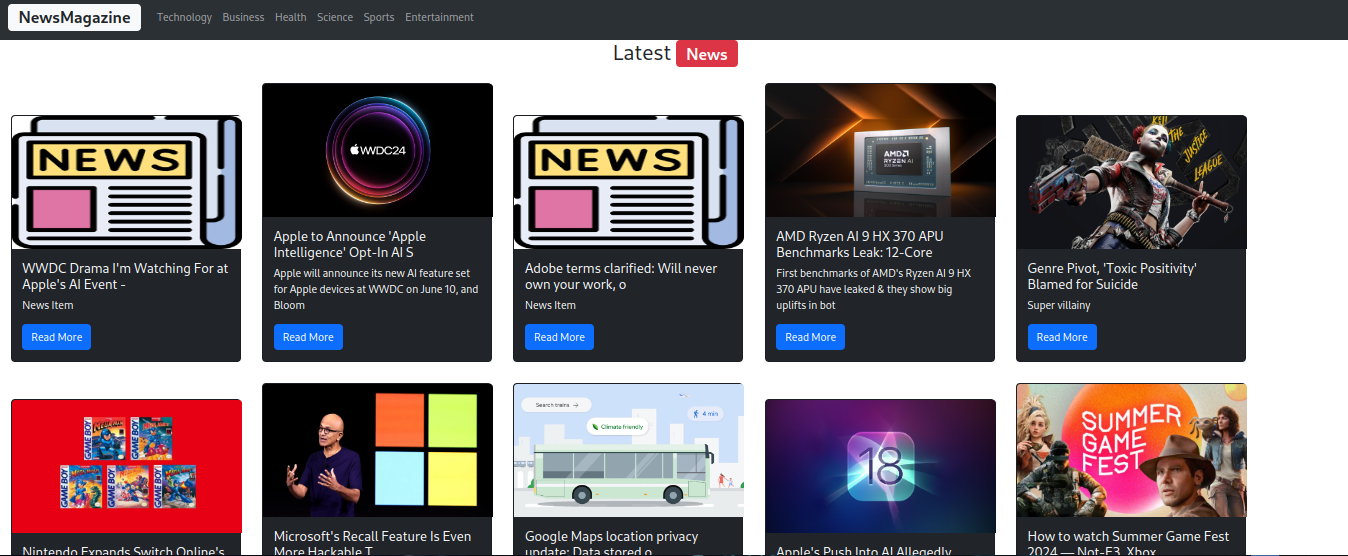 NewsMagazine Technology Business Health Science Sports Entertainment
Latest News
NEWS
WWDC Drama I'm Watching For at
Apple's AI Event -
News Item
Read More
WWDC24
Apple to Announce 'Apple
Intelligence' Opt-In AI S
Apple will announce its new AI feature set
for Apple devices at WWDC on June 10, and
Bloom
Read More
NEWS
Adobe terms clarified: Will never
own your work, o
News Item
Read More
AMD
RYZEN AI
AMD Ryzen AI 9 HX 370 APU
Benchmarks Leak: 12-Core
First benchmarks of AMD's Ryzen AI 9 HX
370 APU have leaked & they show big
uplifts in bot
Read More
KILL
THE
JUSTICE
LEAGUE
Genre Pivot, 'Toxic Positivity'
Blamed for Suicide
Super villainy
Read More
GAME BOY
GAME BOY
GAME BOY
GAME BOY
GAME BOY
Nintendo Expands Switch Online's
Microsoft's Recall Feature Is Even
More Hackable T
Search trains →
4 min
Climate friendly
Google Maps location privacy
update: Data stored o
18
Apple's Push Into AI Allegedly
SUMMER
GAME
FEST
How to watch Summer Game Fest
2024 — Not-E3, Xbox